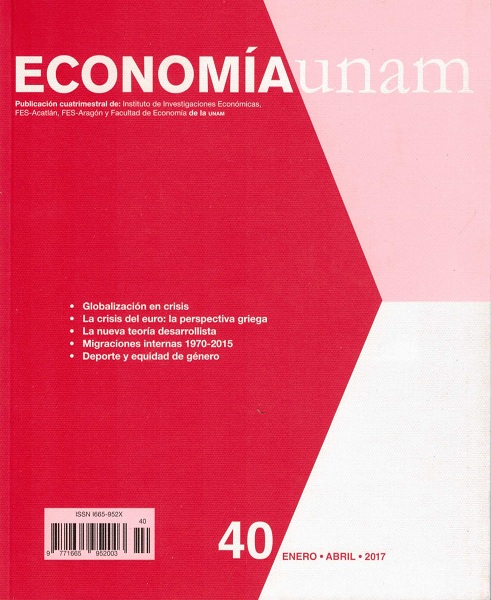 ECONOMÍAunam
Publicación cuatrimestral de: Instituto de Investigaciones Económicas,
FES-Acatlán, FES-Aragón y Facultad de Economía de la UNAM
• Globalización en crisis
• La crisis del euro: la perspectiva griega
• La nueva teoría desarrollista
• Migraciones internas 1970-2015
• Deporte y equidad de género
ISSN I665-952X
40
9 771665 952003
40 ENERO • ABRIL • 2017